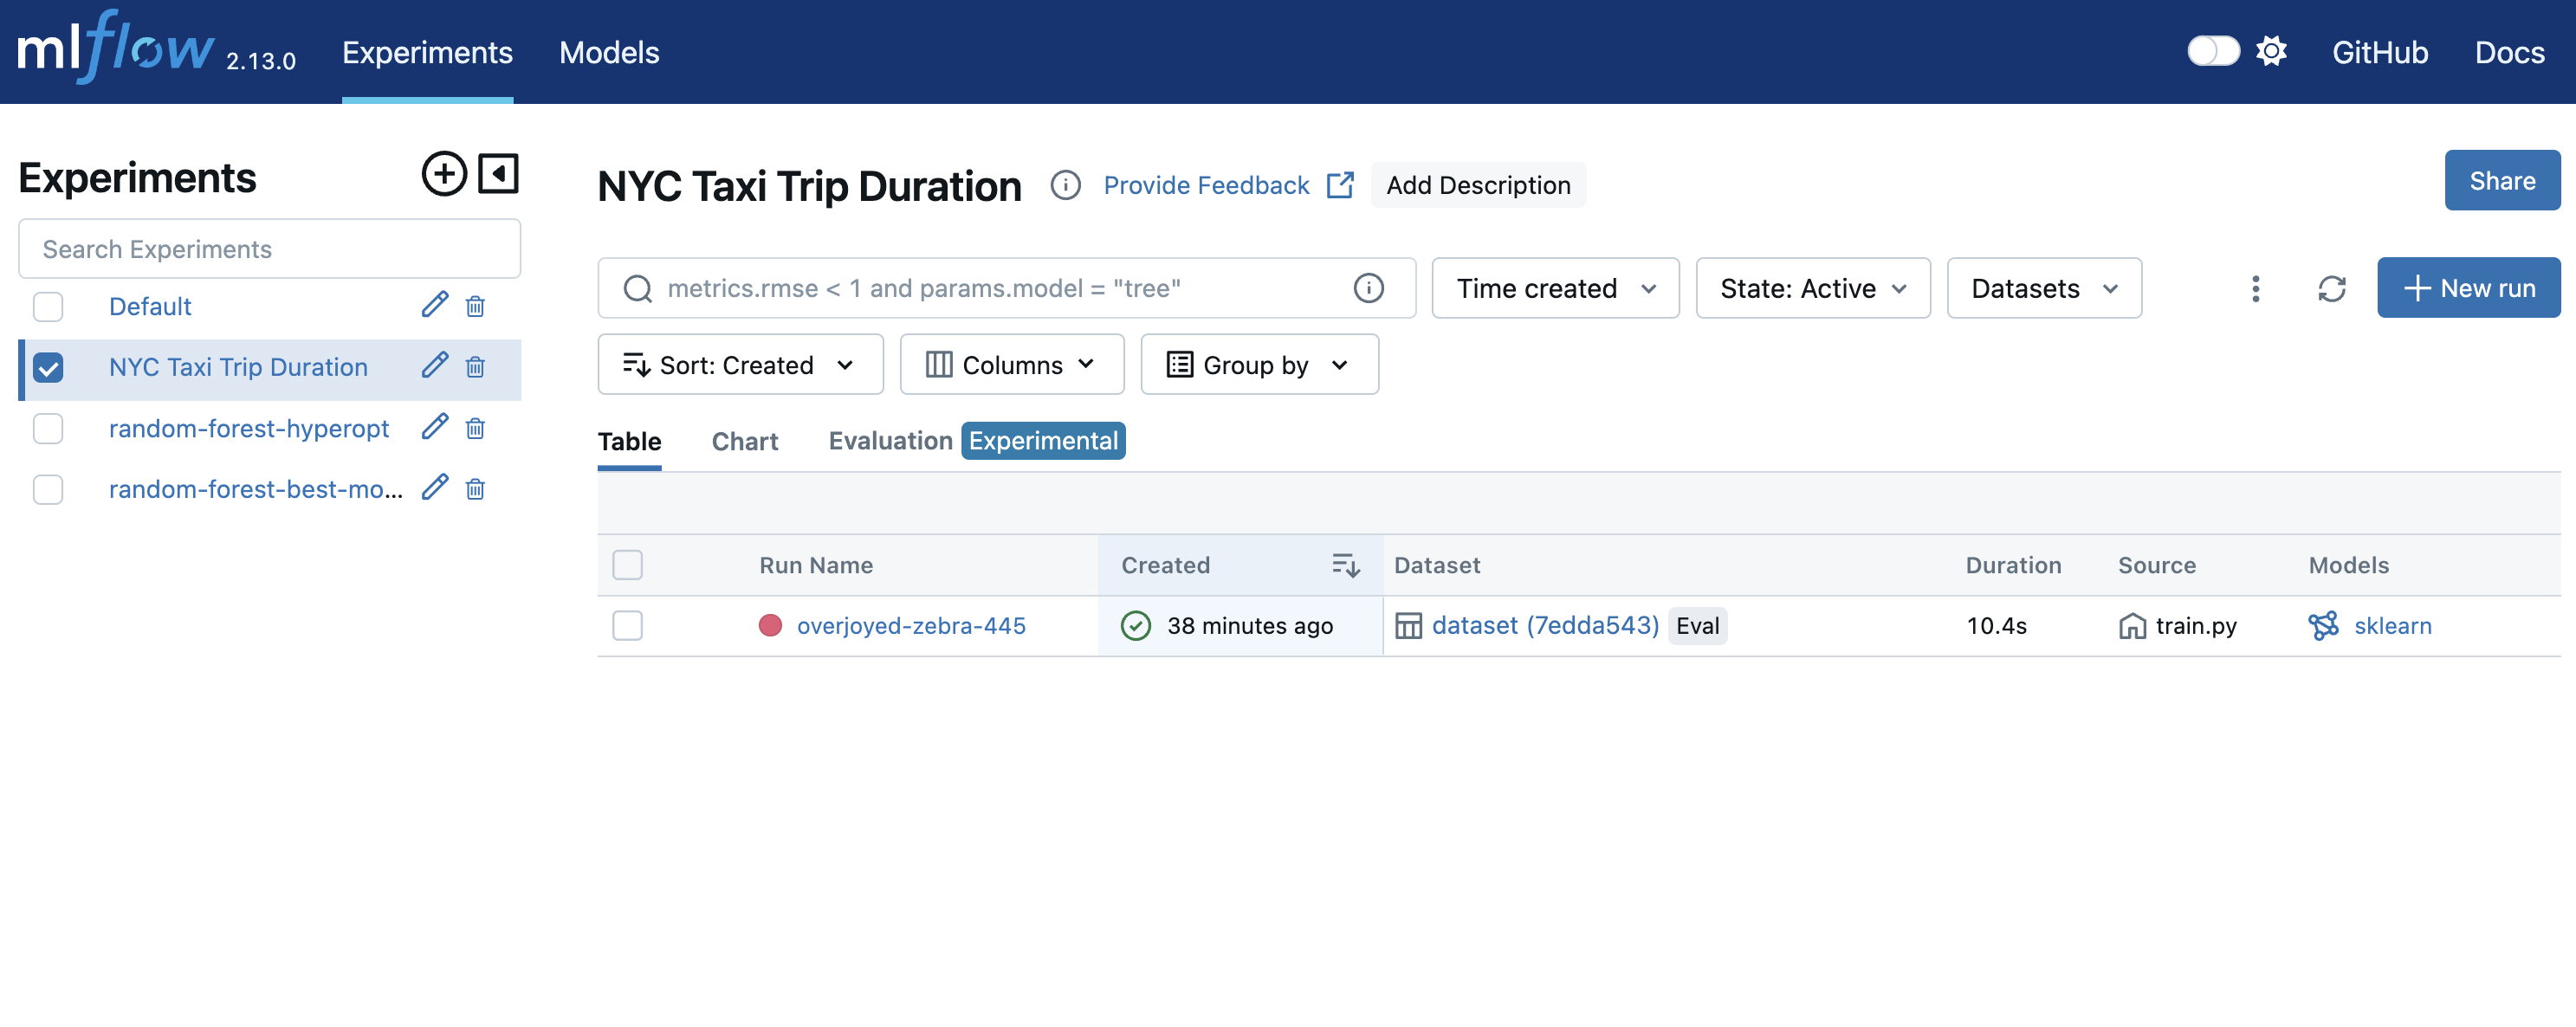 mlflow 2.13.0 Experiments Models GitHub Docs
Experiments
Search Experiments
Default
NYC Taxi Trip Duration
random-forest-hyperopt
random-forest-best-mo...
NYC Taxi Trip Duration Provide Feedback Add Description Share
metrics.rmse < 1 and params.model = "tree" Time created State: Active Datasets New run
Sort: Created Columns Group by
Table Chart Evaluation Experimental
Run Name Created Dataset Duration Source Models
overjoyed-zebra-445 38 minutes ago dataset (7edda543) Eval 10.4s train.py sklearn